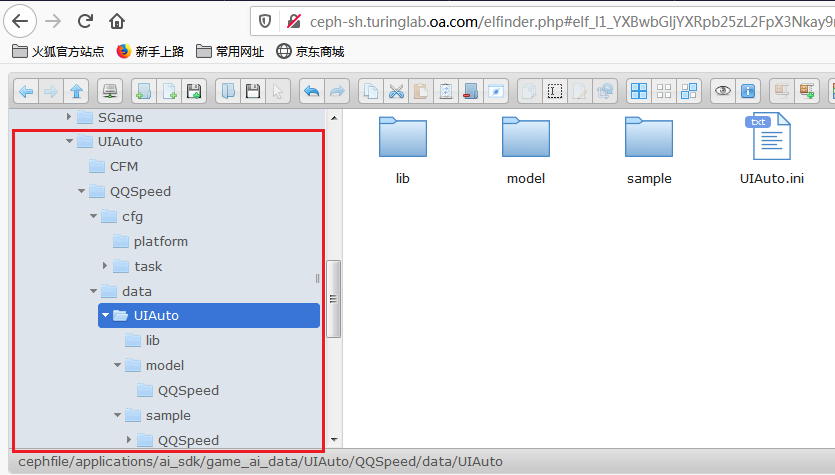 ceph-sh.turinglab.oa.com/elfinder.php#elf_l1_YXBwbGljYXRpb25zL2FpX3Nkay9
火狐官方站点
新手上路
常用网址
京东商城
SGame
UIAuto
CFM
QQSpeed
cfg
platform
task
data
UIAuto
lib
model
QQSpeed
sample
QQSpeed
lib
model
sample
txt
UIAuto.ini
cephfile/applications/ai_sdk/game_ai_data/UIAuto/QQSpeed/data/UIAuto